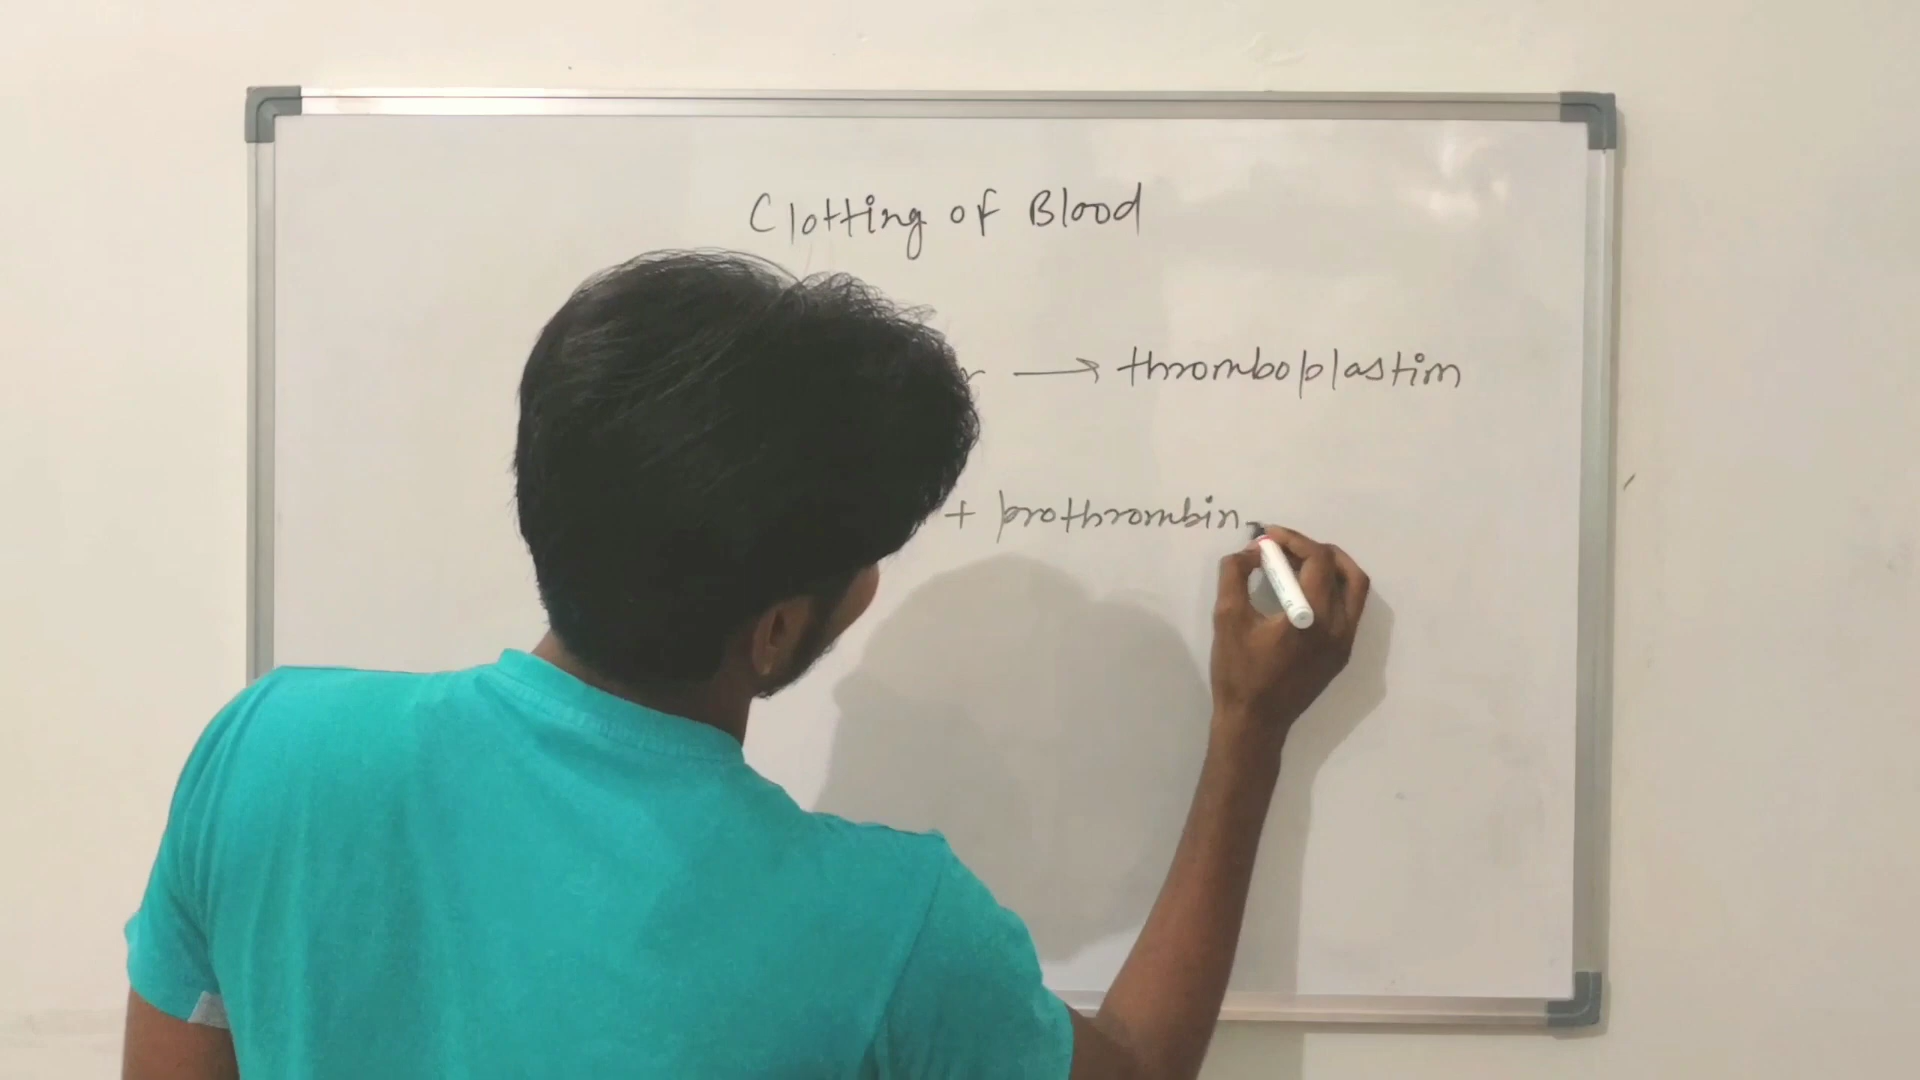 Clotting of Blood
→ thromboplastim
+ prothrombin